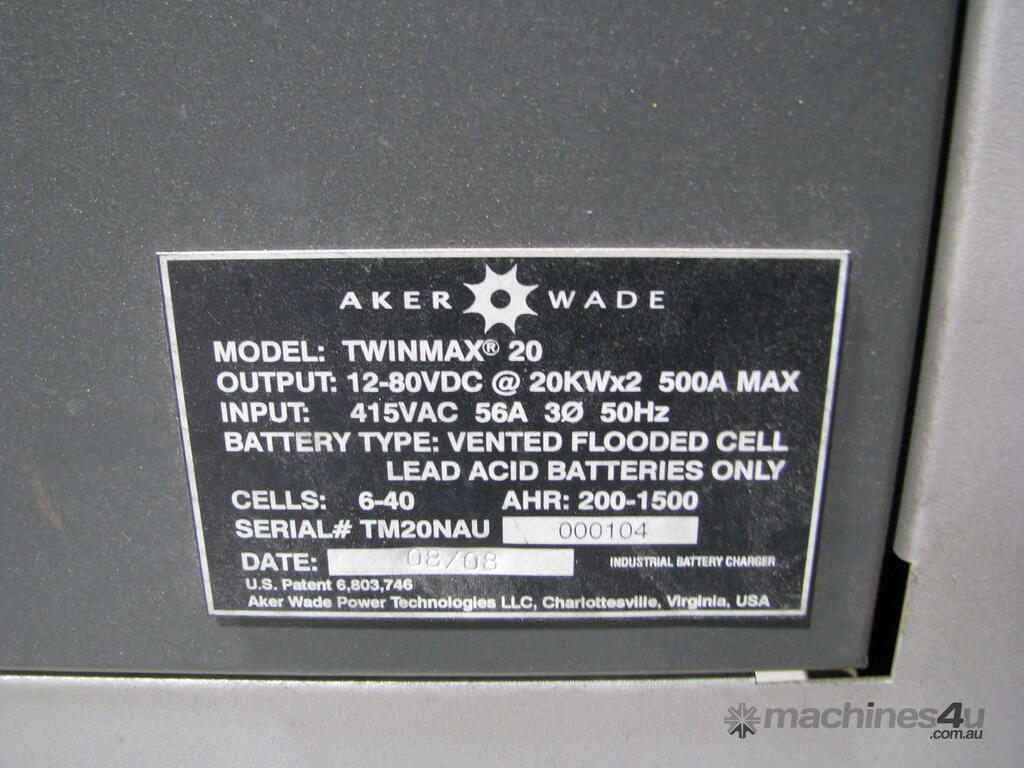 AKER WADE
MODEL: TWINMAX® 20
OUTPUT: 12-80VDC @ 20KWx2 500A MAX
INPUT: 415VAC 56A 3Ø 50Hz
BATTERY TYPE: VENTED FLOODED CELL
LEAD ACID BATTERIES ONLY
CELLS: 6-40 AHR: 200-1500
SERIAL# TM20NAU 000104
DATE: 08/08 INDUSTRIAL BATTERY CHARGER
U.S. Patent 6,803,746
Aker Wade Power Technologies LLC, Charlottesville, Virginia, USA
machines4u
.com.au